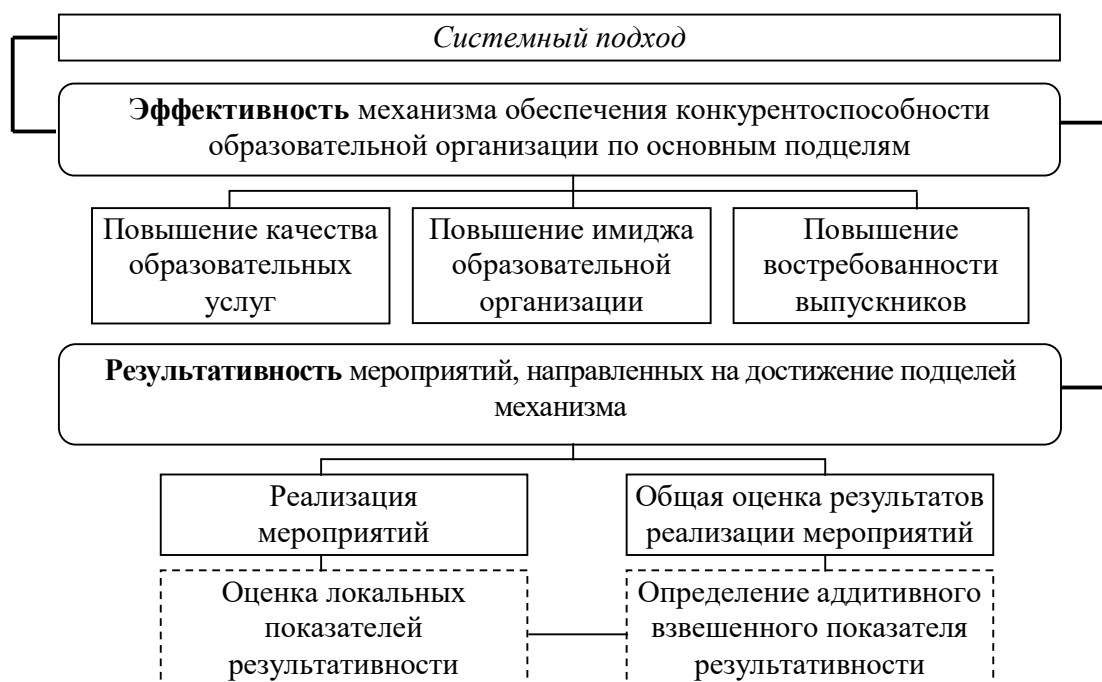 Системный подход
Эффективность механизма обеспечения конкурентоспособности
образовательной организации по основным подцелям
Повышение качества
образовательных
услуг
Повышение имиджа
образовательной
организации
Повышение
востребованности
выпускников
Результативность мероприятий, направленных на достижение подцелей
механизма
Реализация
мероприятий
Общая оценка результатов
реализации мероприятий
Оценка локальных
показателей
результативности
Определение аддитивного
взвешенного показателя
результативности